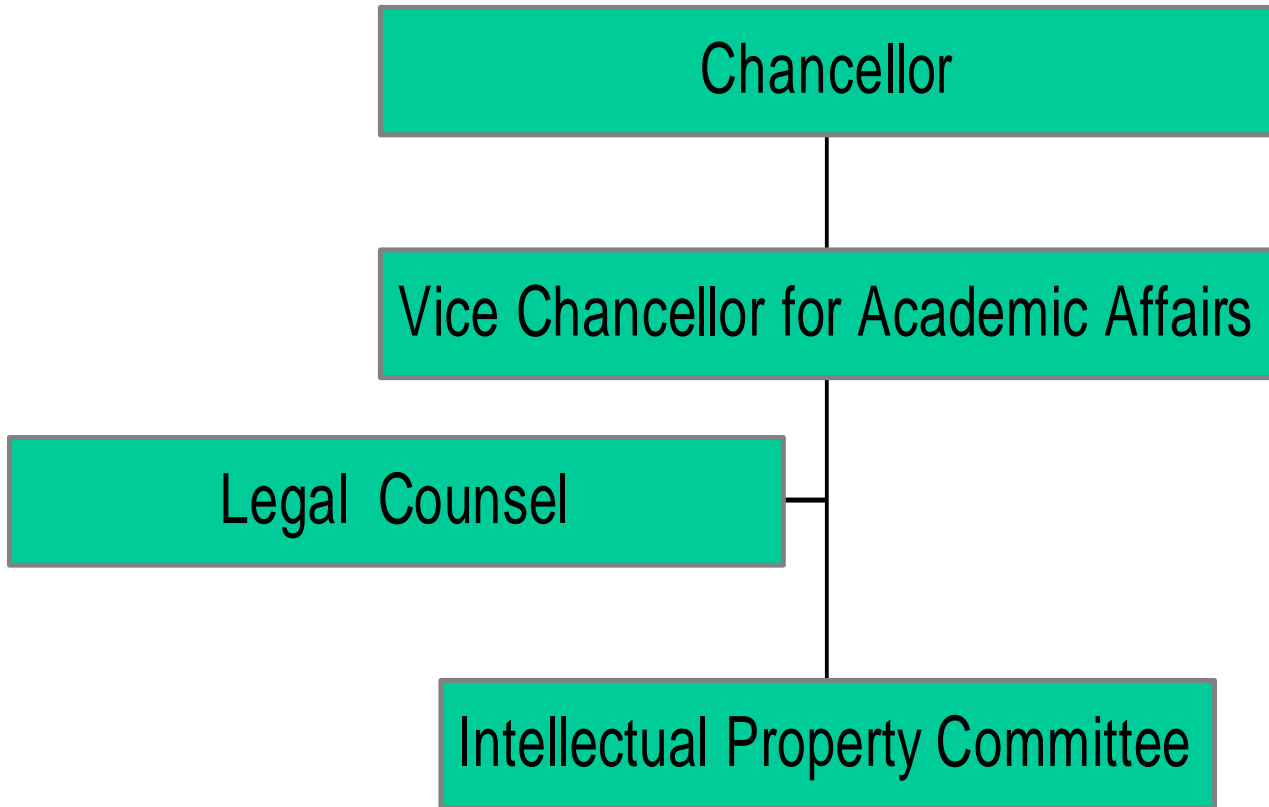 Chancellor
Vice Chancellor for Academic Affairs
Legal Counsel
Intellectual Property Committee